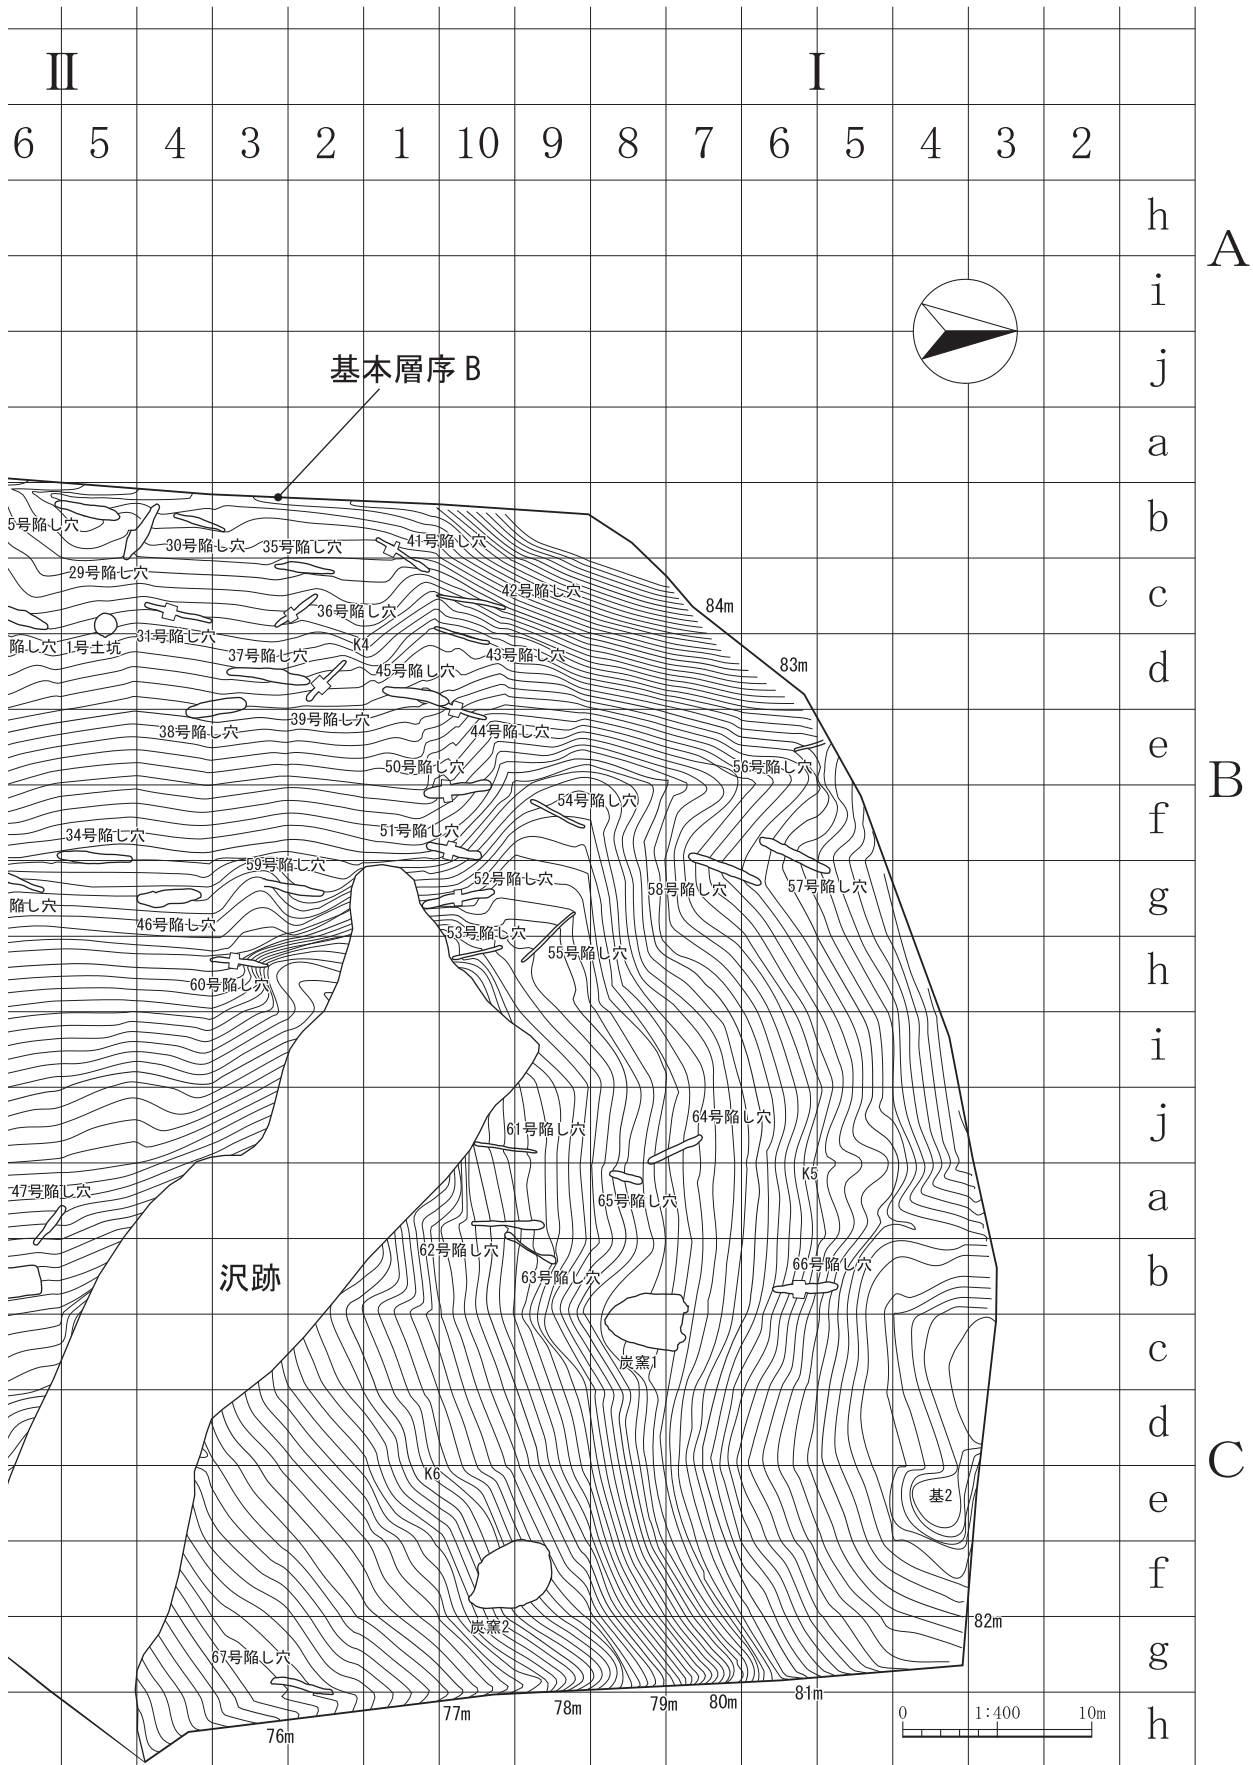 Ⅱ Ⅰ
6 5 4 3 2 1 10 9 8 7 6 5 4 3 2
h
A
i
j
基本層序B
a
b
5号陥し穴
30号陥し穴
35号陥し穴
41号陥し穴
29号陥し穴
42号陥し穴
c
84m
36号陥し穴
31号陥し穴
陥し穴
1号土坑
K4
37号陥し穴
43号陥し穴
83m
d
45号陥し穴
39号陥し穴
38号陥し穴
44号陥し穴
e
50号陥し穴
56号陥し穴
B
54号陥し穴
f
34号陥し穴
51号陥し穴
59号陥し穴
52号陥し穴
58号陥し穴
57号陥し穴
陥し穴
g
46号陥し穴
53号陥し穴
55号陥し穴
h
60号陥し穴
i
j
64号陥し穴
61号陥し穴
K5
47号陥し穴
65号陥し穴
a
62号陥し穴
沢跡
63号陥し穴
66号陥し穴
b
炭窯1
c
d
C
K6
基2
e
f
炭窯2
82m
67号陥し穴
g
76m
77m
78m
79m
80m
81m
0 1:400 10m
h